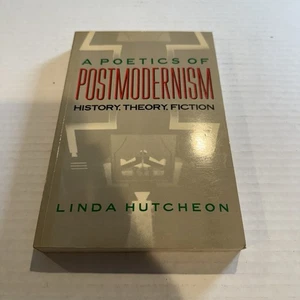 A POETICS OF
POSTMODERNISM
HISTORY, THEORY, FICTION
LINDA HUTCHEON